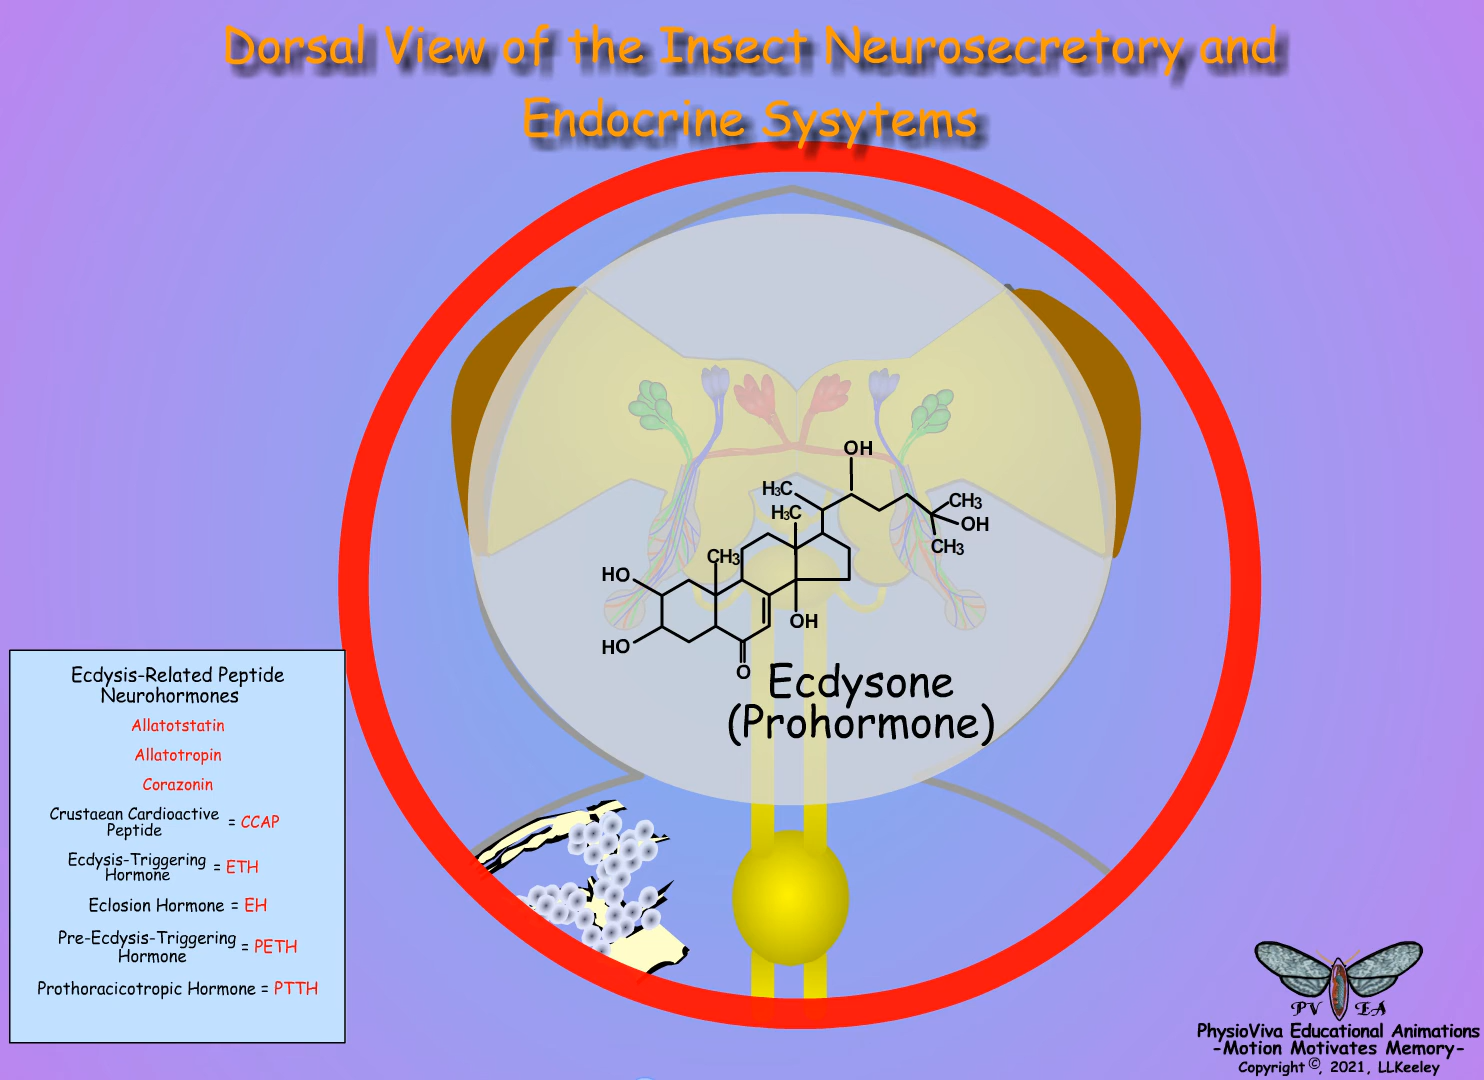 Dorsal View of the Insect Neurosecretory and
Endocrine Sysytems
OH
H3C
CH3
H3C
OH
CH3
CH3
HO
OH
HO
O
Ecdysone
(Prohormone)
Ecdysis-Related Peptide
Neurohormones
Allatotstatin
Allatotropin
Corazonin
Crustaean Cardioactive
Peptide
= CCAP
Ecdysis-Triggering
Hormone
= ETH
Eclosion Hormone = EH
Pre-Ecdysis-Triggering
Hormone
= PETH
Prothoracicotropic Hormone = PTTH
PV EA
PhysioViva Educational Animations
-Motion Motivates Memory-
Copyright ©, 2021, LLKeeley